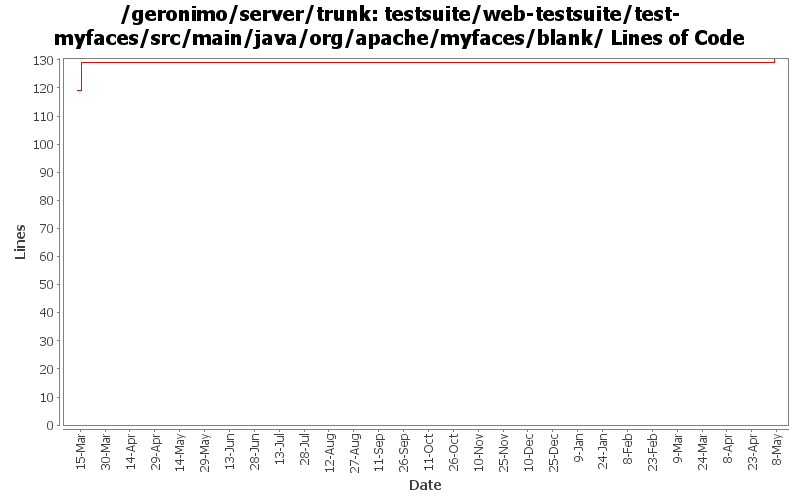 /geronimo/server/trunk: testsuite/web-testsuite/test-
myfaces/src/main/java/org/apache/myfaces/blank/ Lines of Code
130
120
110
100
90
80
70
60
50
40
30
20
10
0
Lines
15-Mar
30-Mar
14-Apr
29-Apr
14-May
29-May
13-Jun
28-Jun
13-Jul
28-Jul
12-Aug
27-Aug
11-Sep
26-Sep
11-Oct
26-Oct
10-Nov
25-Nov
10-Dec
25-Dec
9-Jan
24-Jan
8-Feb
23-Feb
9-Mar
24-Mar
8-Apr
23-Apr
8-May
Date